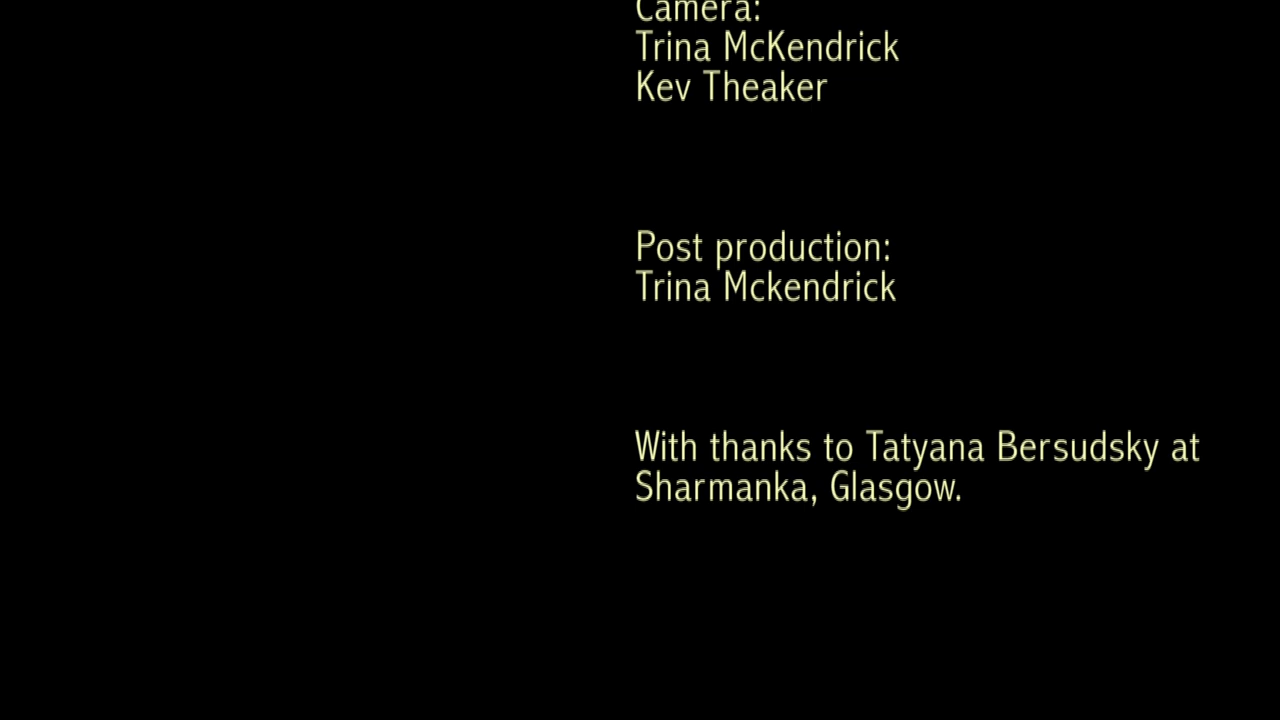 Camera:
Trina McKendrick
Kev Theaker
Post production:
Trina Mckendrick
With thanks to Tatyana Bersudsky at
Sharmanka, Glasgow.